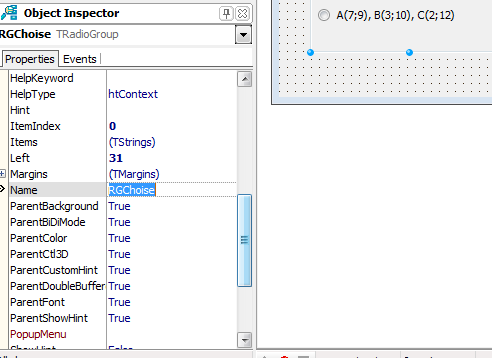 Object Inspector
RGChoise TRadioGroup
Properties Events
HelpKeyword
HelpType htContext
Hint
ItemIndex 0
Items (TStrings)
Left 31
Margins (TMargins)
Name RGChoise
ParentBackground True
ParentBiDiMode True
ParentColor True
ParentCtl3D True
ParentCustomHint True
ParentDoubleBuffer True
ParentFont True
ParentShowHint True
PopupMenu
ShowHint False
A(7;9), B(3;10), C(2;12)